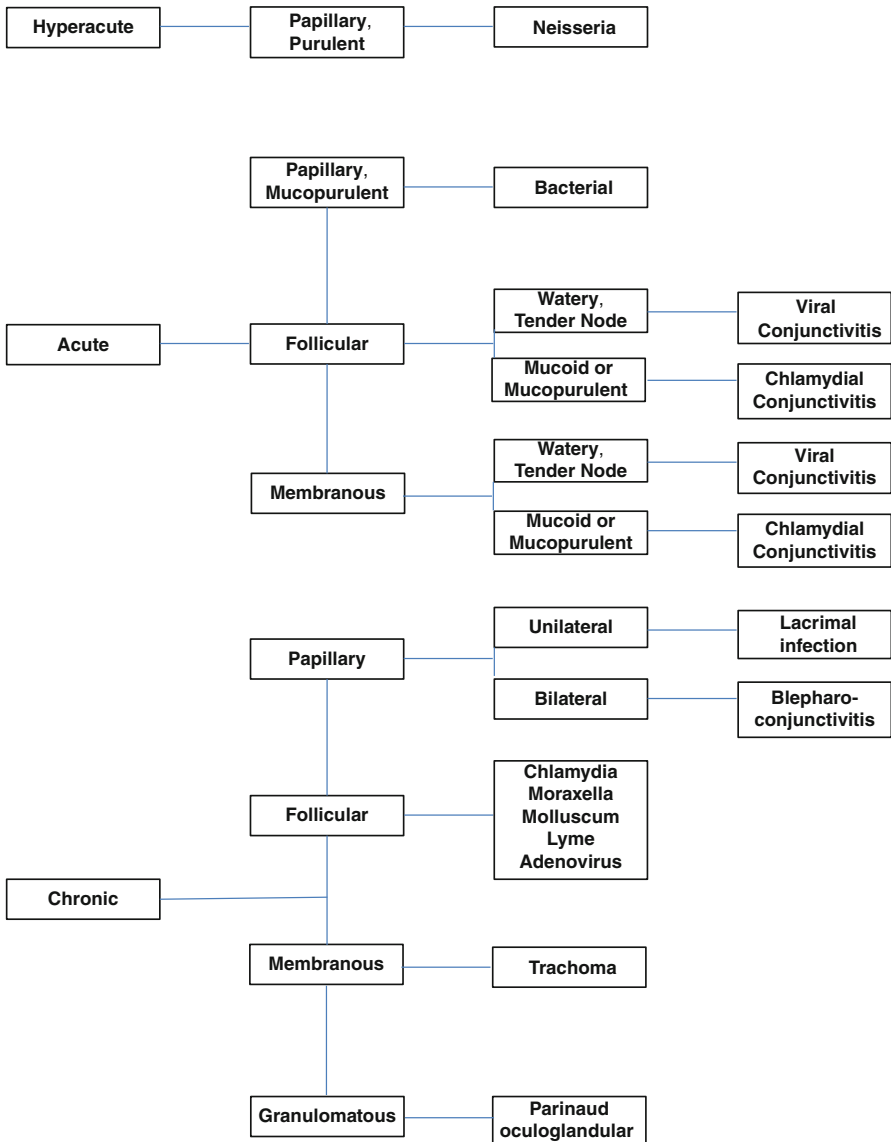 Hyperacute
Papillary,
Purulent
Neisseria
Papillary,
Mucopurulent
Bacterial
Acute
Follicular
Watery,
Tender Node
Viral
Conjunctivitis
Mucoid or
Mucopurulent
Chlamydial
Conjunctivitis
Membranous
Watery,
Tender Node
Viral
Conjunctivitis
Mucoid or
Mucopurulent
Chlamydial
Conjunctivitis
Papillary
Unilateral
Lacrimal
infection
Bilateral
Blepharo-
conjunctivitis
Follicular
Chlamydia
Moraxella
Molluscum
Lyme
Adenovirus
Chronic
Membranous
Trachoma
Granulomatous
Parinaud
oculoglandular